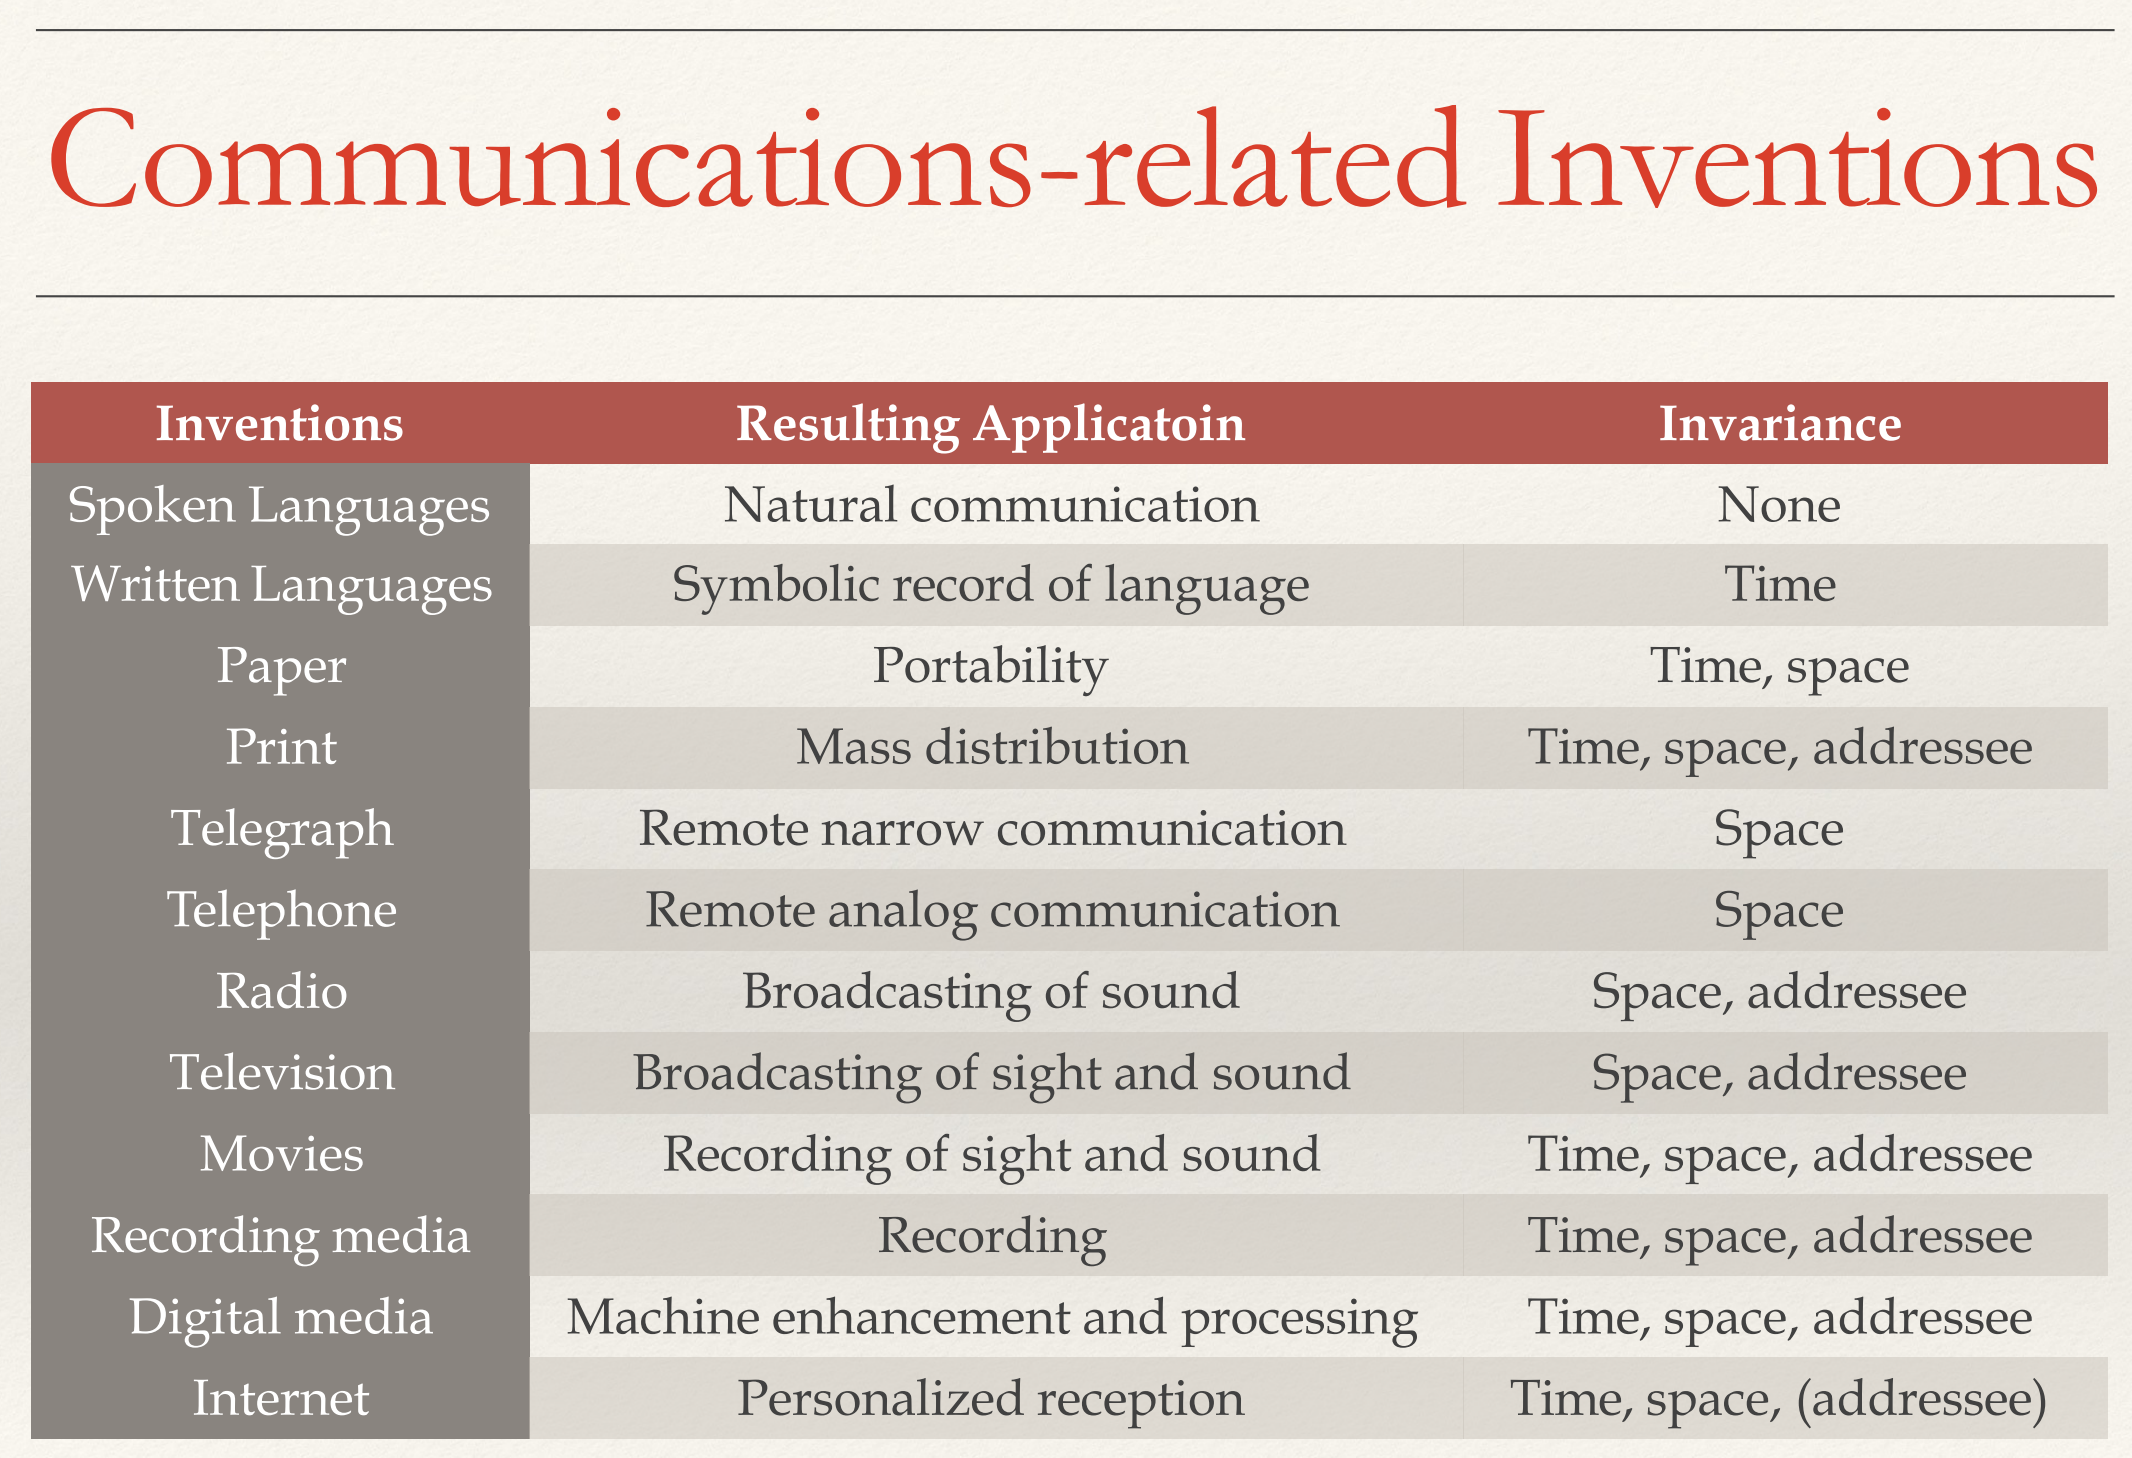 Communications-related Inventions
Inventions Resulting Applicatoin Invariance
Spoken Languages Natural communication None
Written Languages Symbolic record of language Time
Paper Portability Time, space
Print Mass distribution Time, space, addressee
Telegraph Remote narrow communication Space
Telephone Remote analog communication Space
Radio Broadcasting of sound Space, addressee
Television Broadcasting of sight and sound Space, addressee
Movies Recording of sight and sound Time, space, addressee
Recording media Recording Time, space, addressee
Digital media Machine enhancement and processing Time, space, addressee
Internet Personalized reception Time, space, (addressee)